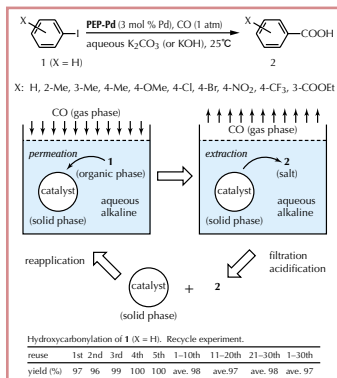 X
I
PEP-Pd (3 mol % Pd), CO (1 atm)
aqueous K₂CO₃ (or KOH), 25℃
X
COOH
1 (X = H)
2
X: H, 2-Me, 3-Me, 4-Me, 4-OMe, 4-Cl, 4-Br, 4-NO₂, 4-CF₃, 3-COOEt
CO (gas phase)
permeation
1
(organic phase)
catalyst
(solid phase)
aqueous
alkaline
CO (gas phase)
extraction
2
(salt)
catalyst
(solid phase)
aqueous
alkaline
reapplication
filtration
acidification
catalyst
+ 2
(solid phase)
Hydroxycarbonylation of 1 (X = H). Recycle experiment.
reuse 1st 2nd 3rd 4th 5th 1–10th 11–20th 21–30th 1–30th
yield (%) 97 96 99 100 100 ave. 98 ave.97 ave. 98 ave. 97